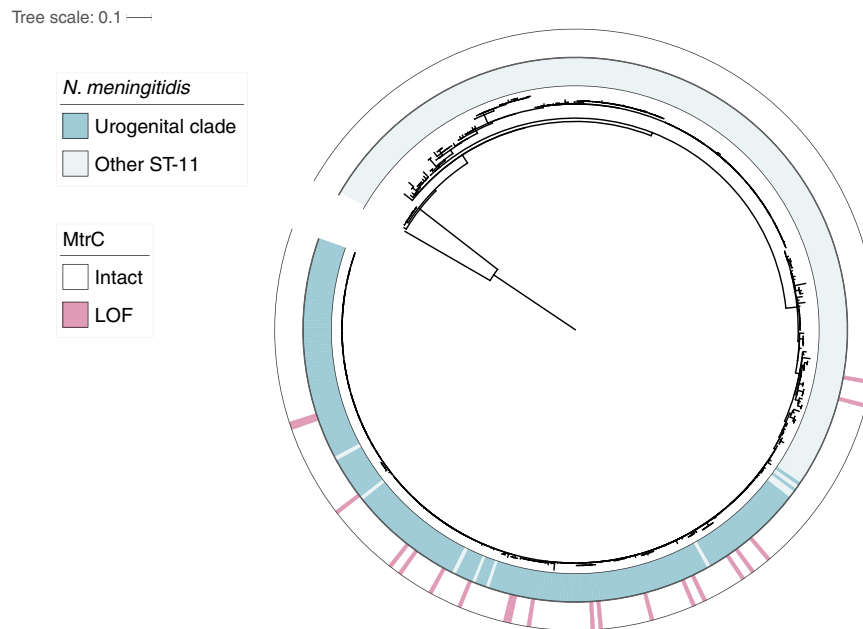 Tree scale: 0.1
N. meningitidis
Urogenital clade
Other ST-11
MtrC
Intact
LOF